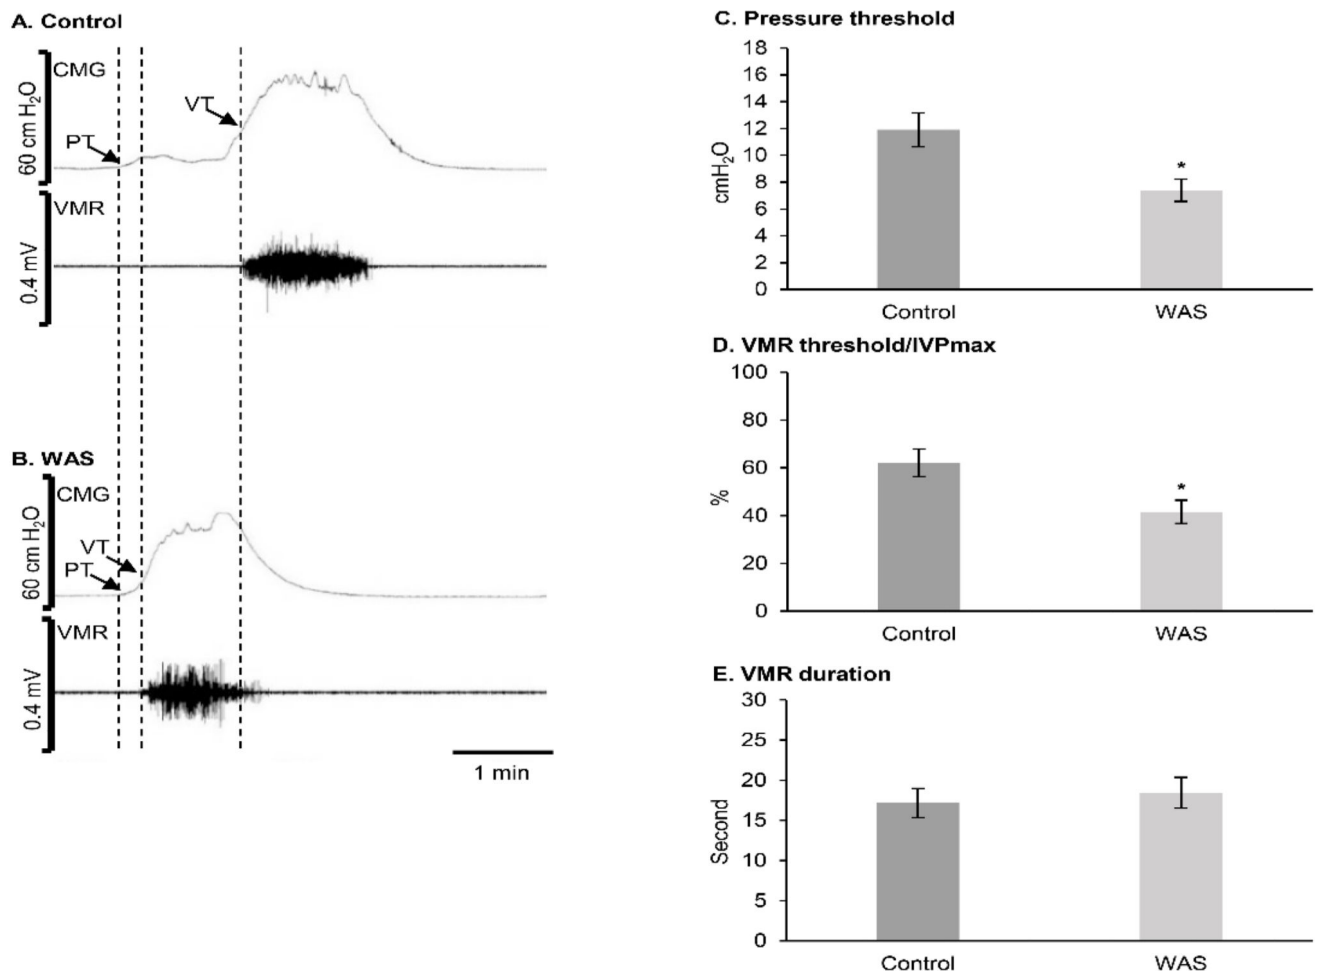 A. Control
CMG
60 cm H₂O
PT
VT
VMR
0.4 mV
B. WAS
CMG
60 cm H₂O
VT
PT
VMR
0.4 mV
1 min
C. Pressure threshold
cmH₂O
18
16
14
12
10
8
6
4
2
0
*
Control WAS
D. VMR threshold/IVPmax
%
100
80
60
40
20
0
*
Control WAS
E. VMR duration
Second
30
25
20
15
10
5
0
Control WAS